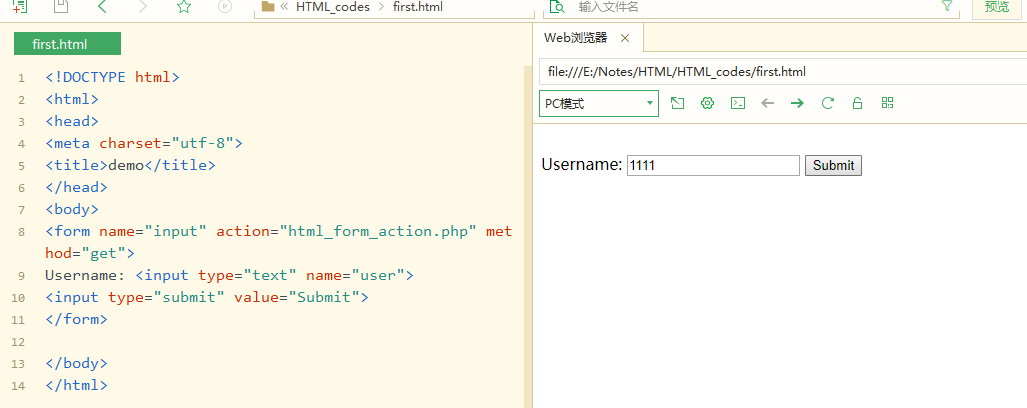 HTML_codes > first.html
输入文件名
预览
first.html
1 <!DOCTYPE html>
2 <html>
3 <head>
4 <meta charset="utf-8">
5 <title>demo</title>
6 </head>
7 <body>
8 <form name="input" action="html_form_action.php" met
hod="get">
9 Username: <input type="text" name="user">
10 <input type="submit" value="Submit">
11 </form>
12
13 </body>
14 </html>
Web浏览器
file:///E:/Notes/HTML/HTML_codes/first.html
PC模式
Username: 1111 Submit